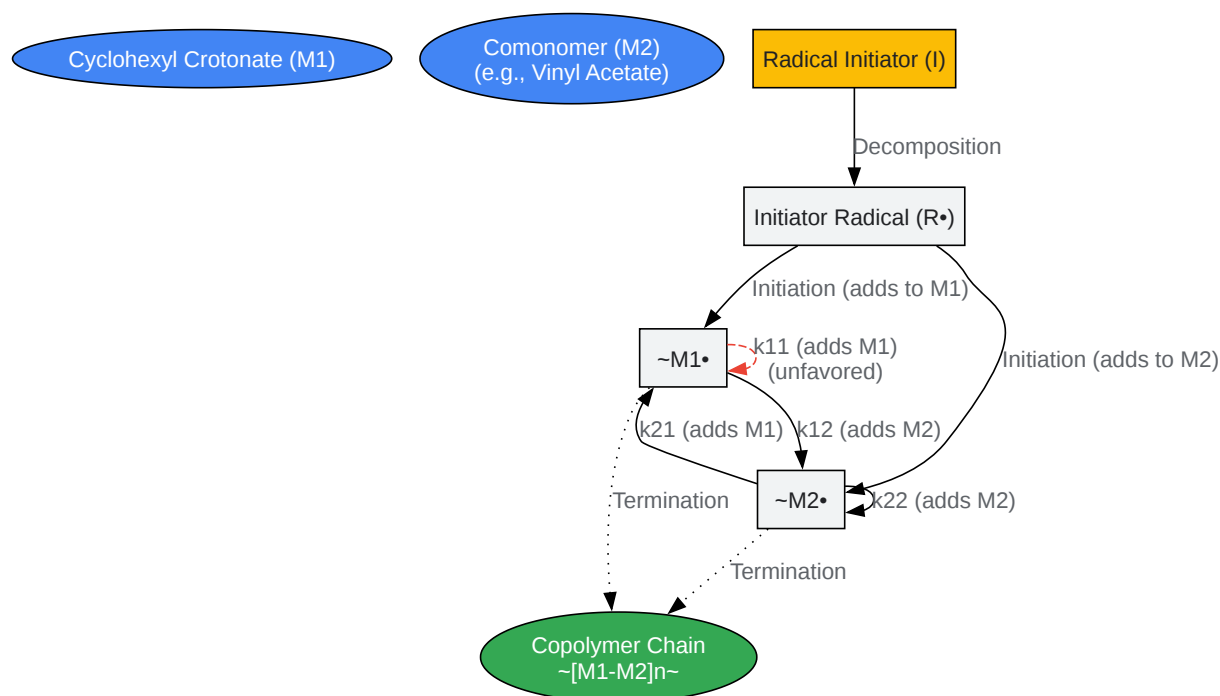 Cyclohexyl Crotonate (M1)
Comonomer (M2)
(e.g., Vinyl Acetate)
Radical Initiator (I)
Decomposition
Initiator Radical (R•)
Initiation (adds to M1)
~M1•
k11 (adds M1)
(unfavored)
Initiation (adds to M2)
k21 (adds M1)
k12 (adds M2)
Termination
~M2•
k22 (adds M2)
Termination
Copolymer Chain
~[M1-M2]n~